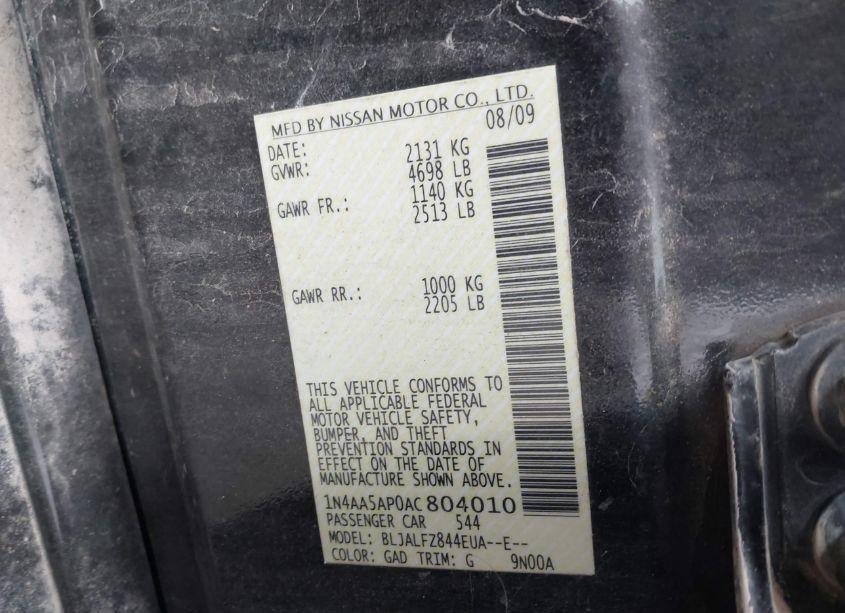 MFD BY NISSAN MOTOR CO., LTD.
08/09
DATE: 2131 KG
GVWR: 4698 LB
1140 KG
GAWR FR.: 2513 LB
1000 KG
GAWR RR.: 2205 LB
THIS VEHICLE CONFORMS TO
ALL APPLICABLE FEDERAL
MOTOR VEHICLE SAFETY,
BUMPER, AND THEFT
PREVENTION STANDARDS IN
EFFECT ON THE DATE OF
MANUFACTURE SHOWN ABOVE.
1N4AA5AP0AC804010
PASSENGER CAR 544
MODEL: BLJALFZ844EUA--E--
COLOR: GAD TRIM: G 9N00A